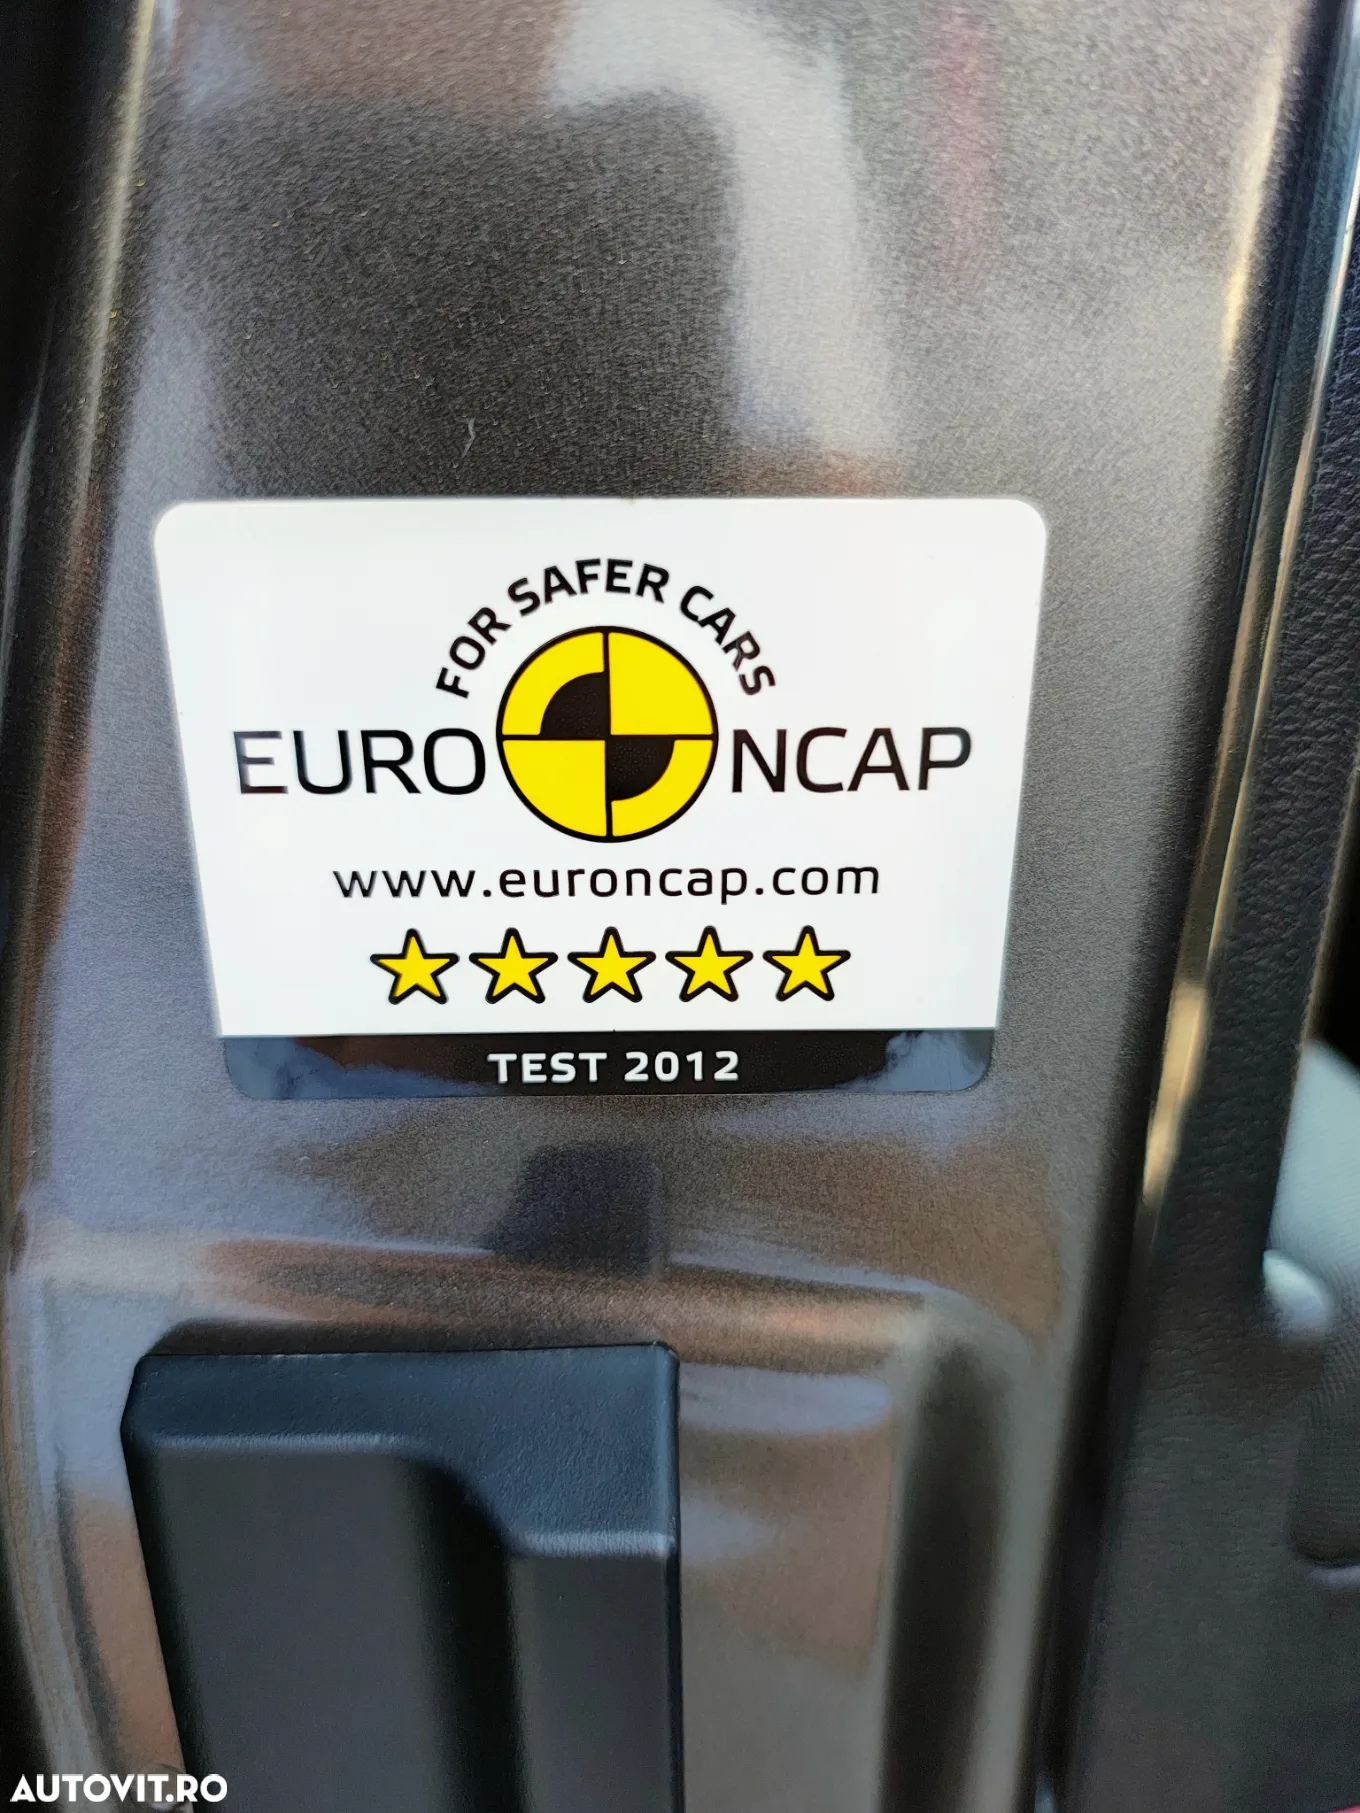 FOR SAFER CARS
EURO NCAP
www.euroncap.com
TEST 2012
AUTOVIT.RO